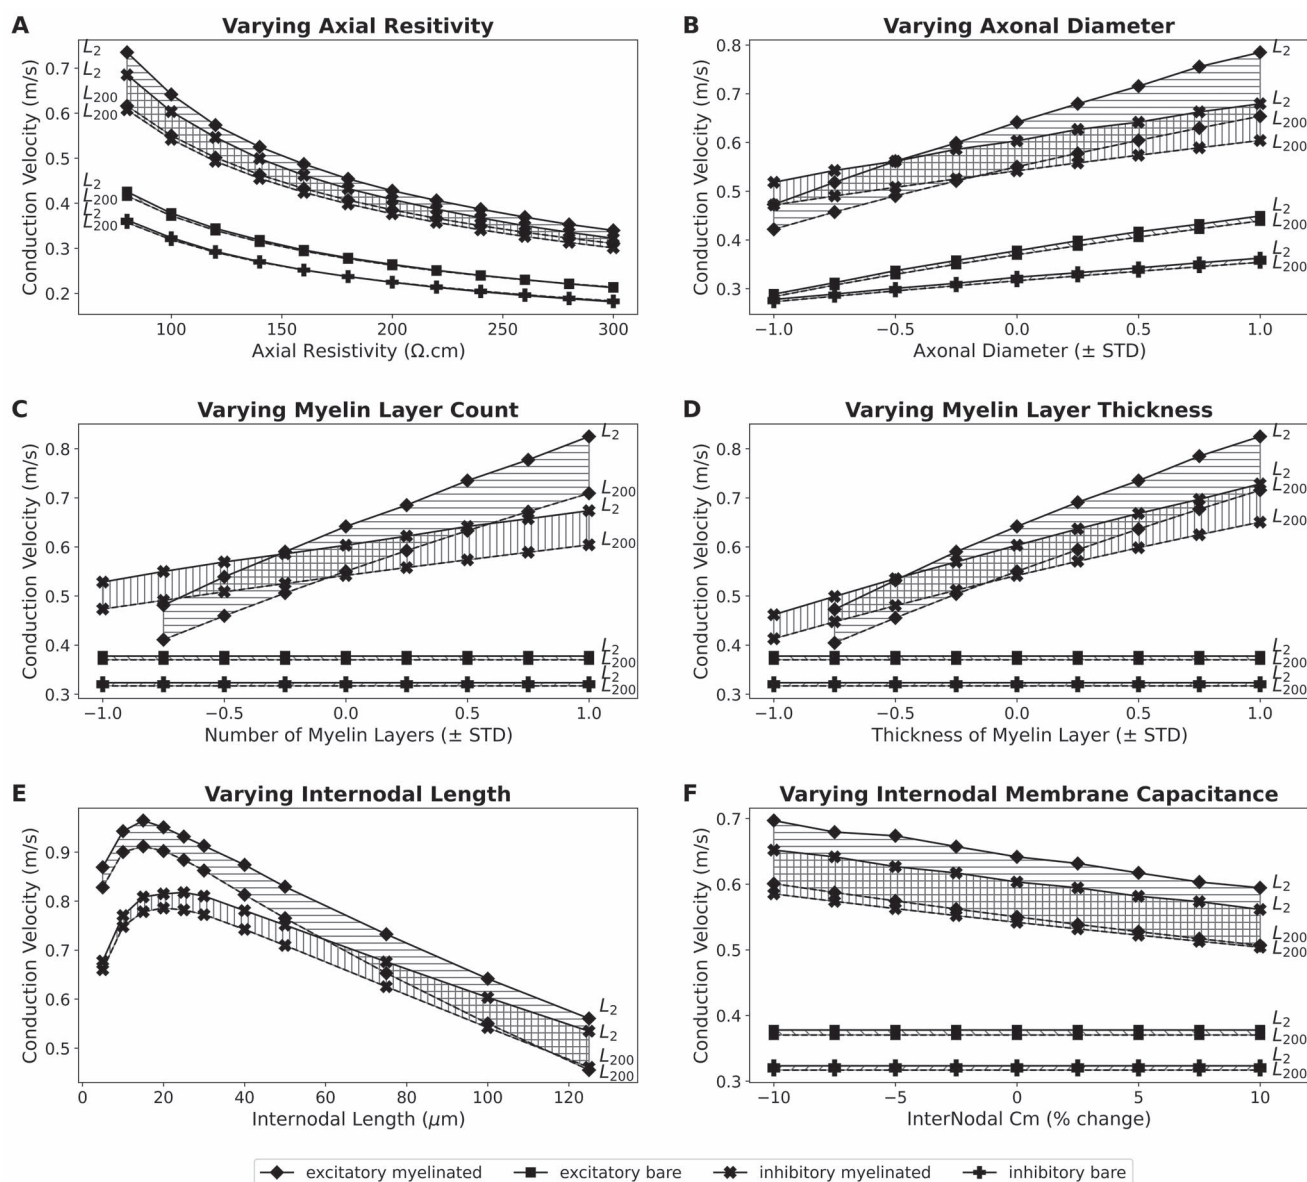 A
Varying Axial Resitivity
Conduction Velocity (m/s)
0.7
0.6
0.5
0.4
0.3
0.2
L2
L2
L200
L200
L2
L200
L2
L200
100
150
200
250
300
Axial Resistivity (Ω.cm)
B
Varying Axonal Diameter
Conduction Velocity (m/s)
0.8
0.7
0.6
0.5
0.4
0.3
L2
L2
L200
L200
L2
L200
L2
L200
−1.0
−0.5
0.0
0.5
1.0
Axonal Diameter (± STD)
C
Varying Myelin Layer Count
Conduction Velocity (m/s)
0.8
0.7
0.6
0.5
0.4
0.3
L2
L200
L2
L200
L2
L200
L2
L200
−1.0
−0.5
0.0
0.5
1.0
Number of Myelin Layers (± STD)
D
Varying Myelin Layer Thickness
Conduction Velocity (m/s)
0.8
0.7
0.6
0.5
0.4
0.3
L2
L2
L200
L200
L2
L200
L2
L200
−1.0
−0.5
0.0
0.5
1.0
Thickness of Myelin Layer (± STD)
E
Varying Internodal Length
Conduction Velocity (m/s)
0.9
0.8
0.7
0.6
0.5
L2
L2
L200
L200
0
20
40
60
80
100
120
Internodal Length (μm)
F
Varying Internodal Membrane Capacitance
Conduction Velocity (m/s)
0.7
0.6
0.5
0.4
0.3
L2
L2
L200
L200
L2
L200
L2
L200
−10
−5
0
5
10
InterNodal Cm (% change)
excitatory myelinated
excitatory bare
inhibitory myelinated
inhibitory bare